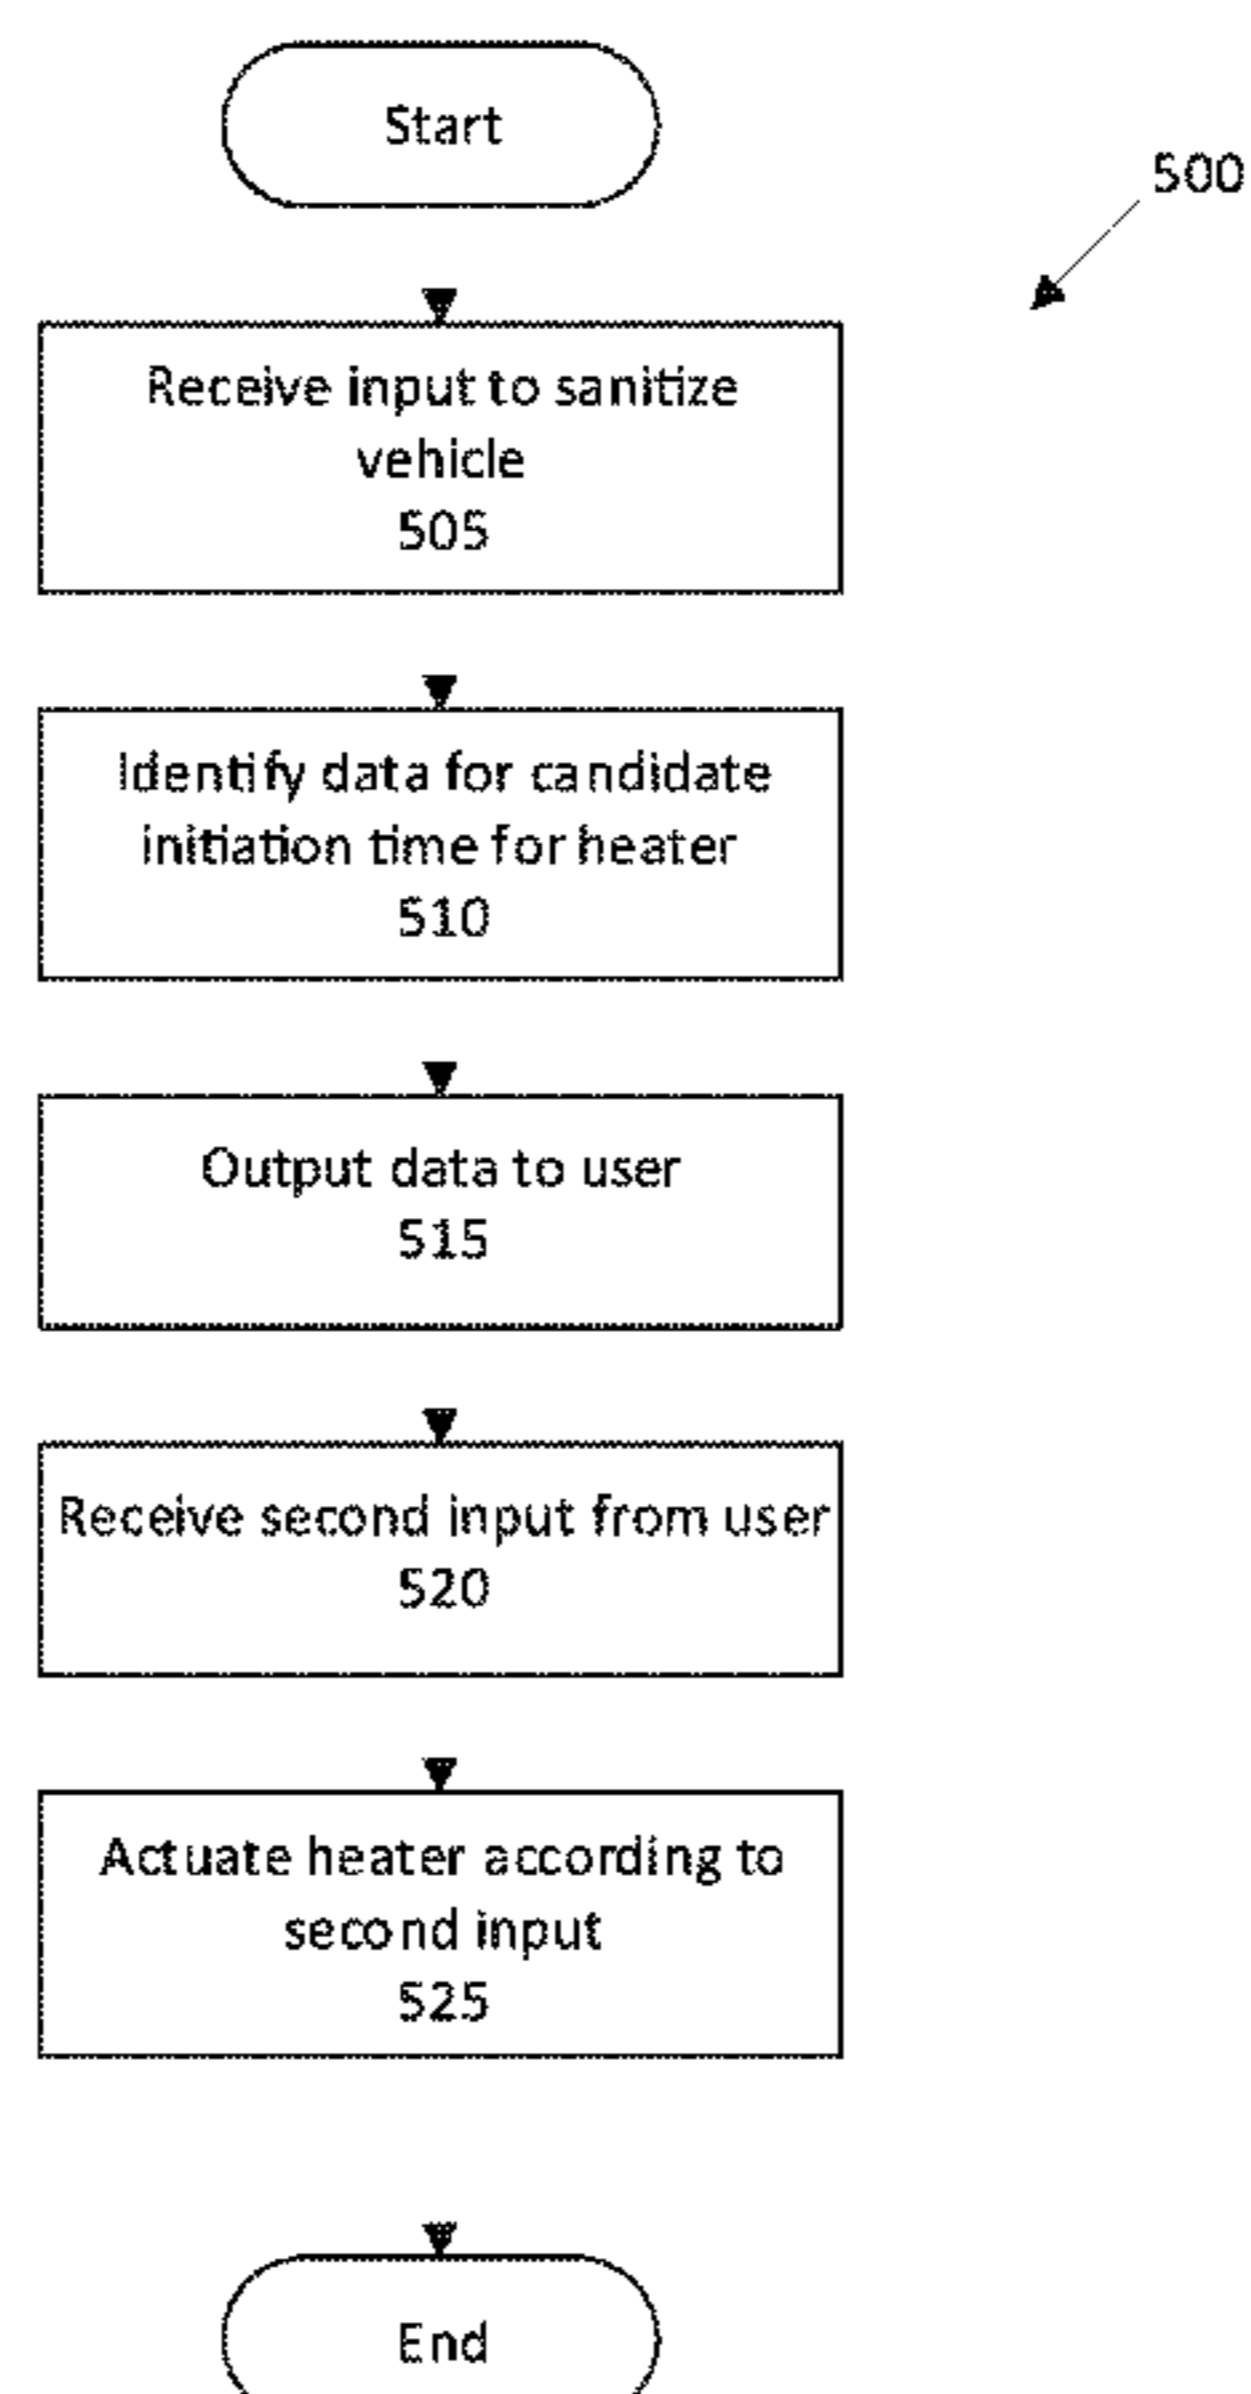 Start
500
Receive input to sanitize
vehicle
505
Identify data for candidate
initiation time for heater
510
Output data to user
515
Receive second input from user
520
Actuate heater according to
second input
525
End